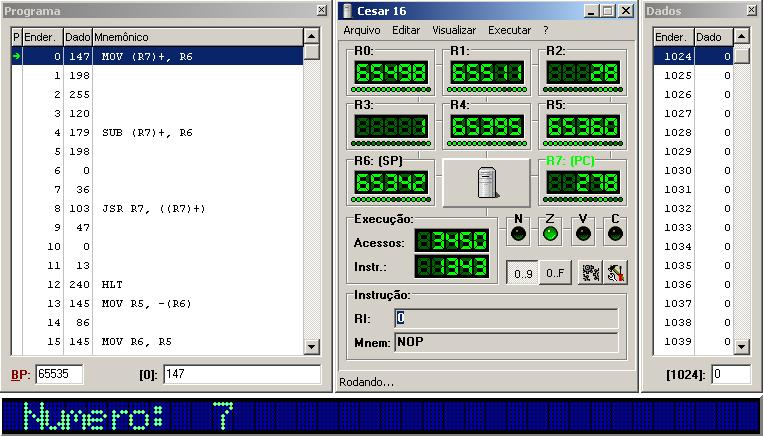 Programa
P Ender. Dado Mnemônico
0 147 MOV (R7)+, R6
1 198
2 255
3 120
4 179 SUB (R7)+, R6
5 198
6 0
7 36
8 103 JSR R7, ((R7)+)
9 47
10 0
11 13
12 240 HLT
13 145 MOV R5, -(R6)
14 86
15 145 MOV R6, R5
BP: 65535 [0]: 147
Cesar 16
Arquivo Editar Visualizar Executar ?
R0: R1: R2:
65498 65511 28
R3: R4: R5:
1 65395 65360
R6: (SP) R7: (PC)
65342 278
Execução: N Z V C
Acessos: 3450
Instr.: 1343
0..9 0..F
Instrução:
RI: 0
Mnem: NOP
Rodando...
Dados
Ender. Dado
1024 0
1025 0
1026 0
1027 0
1028 0
1029 0
1030 0
1031 0
1032 0
1033 0
1034 0
1035 0
1036 0
1037 0
1038 0
1039 0
[1024]: 0
Numero: 7